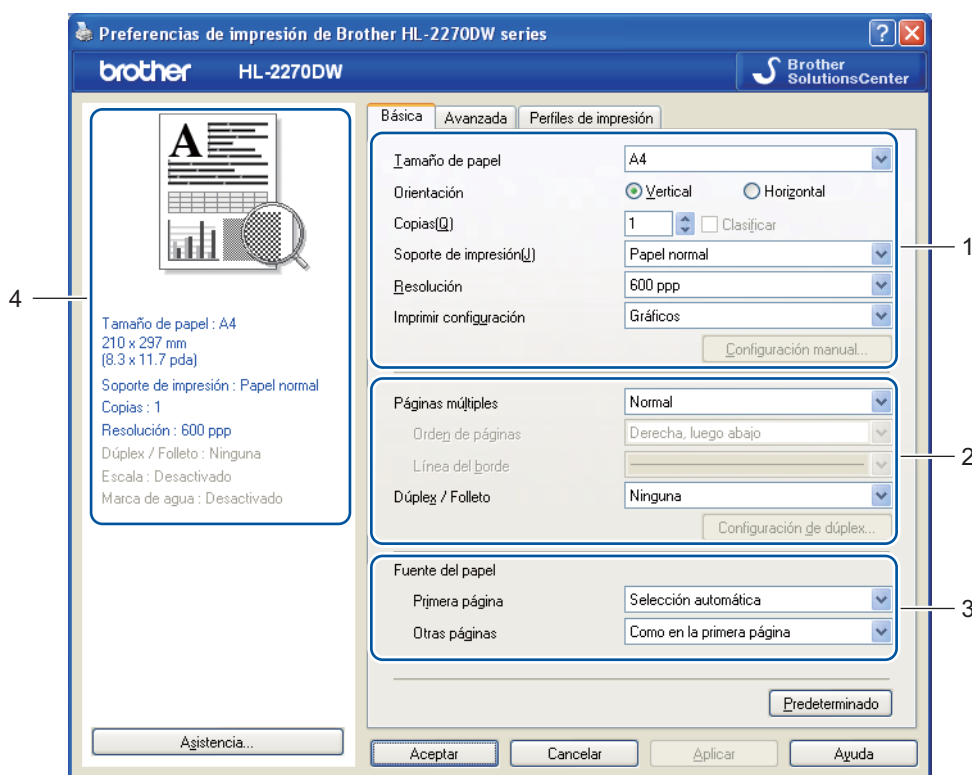 Preferencias de impresión de Brother HL-2270DW series
brother HL-2270DW
Brother
SolutionsCenter
Básica Avanzada Perfiles de impresión
A
4
Tamaño de papel : A4
210 x 297 mm
(8.3 x 11.7 pda)
Soporte de impresión : Papel normal
Copias : 1
Resolución : 600 ppp
Dúplex / Folleto : Ninguna
Escala : Desactivado
Marca de agua : Desactivado
Asistencia...
Tamaño de papel A4
Orientación Vertical Horizontal
Copias(Q) 1 Clasificar
Soporte de impresión(J) Papel normal
Resolución 600 ppp
Imprimir configuración Gráficos
Configuración manual...
1
Páginas múltiples Normal
Orden de páginas Derecha, luego abajo
Línea del borde
Dúplex / Folleto Ninguna
Configuración de dúplex...
2
Fuente del papel
Primera página Selección automática
Otras páginas Como en la primera página
3
Predeterminado
Aceptar Cancelar Aplicar Ayuda